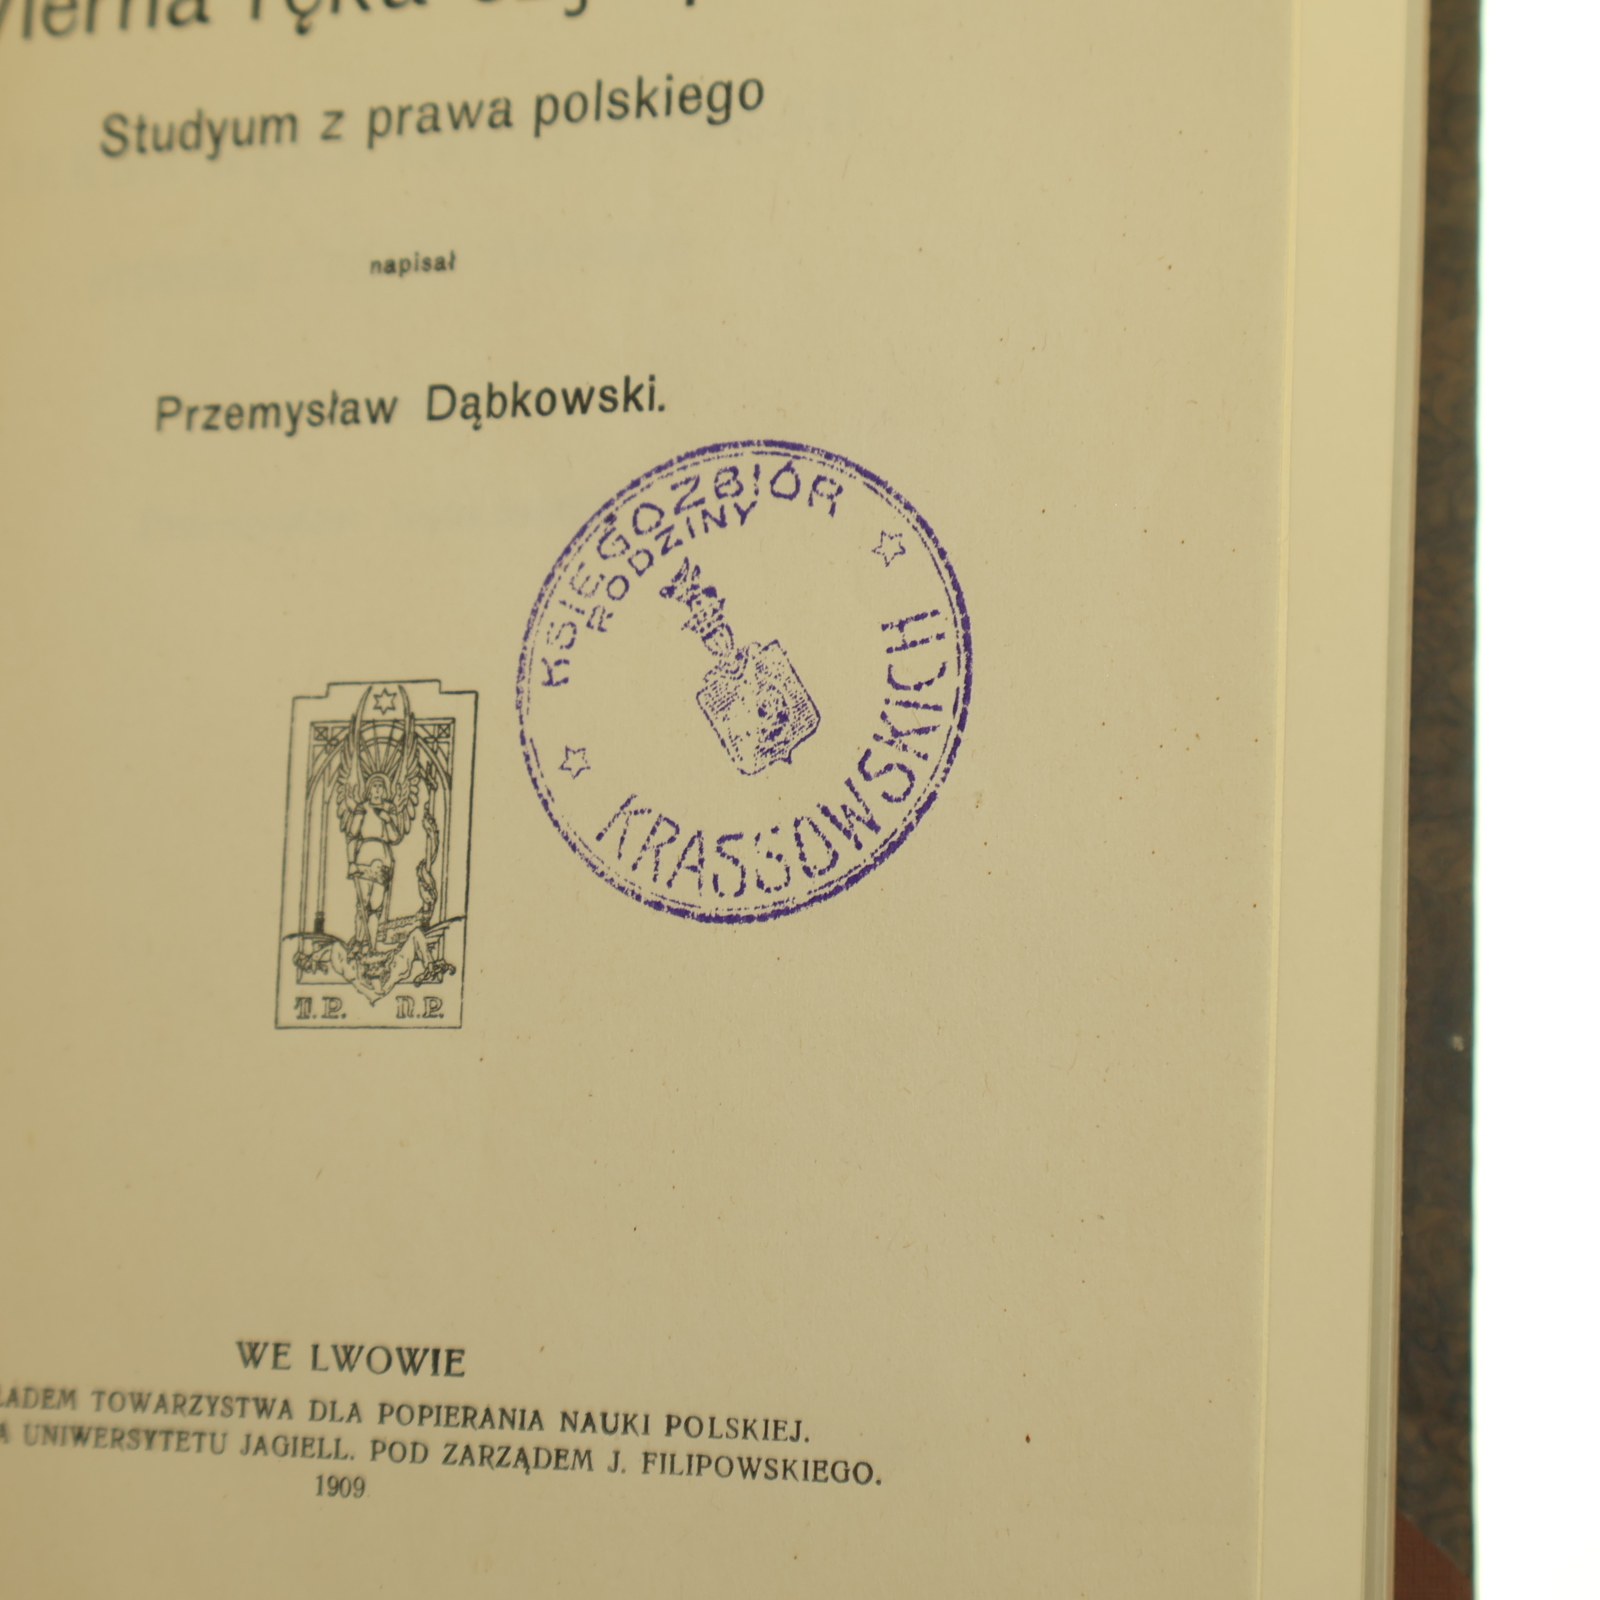 ręka
Studyum z prawa polskiego
napisał
Przemysław Dąbkowski.
KSIĘGOZBIÓR
RODZINY
KRASSOWSKICH
T. P. N. P.
WE LWOWIE
TOWARZYSTWA DLA POPIERANIA NAUKI POLSKIEJ.
UNIWERSYTETU JAGIELL. POD ZARZĄDEM J. FILIPOWSKIEGO.
1909